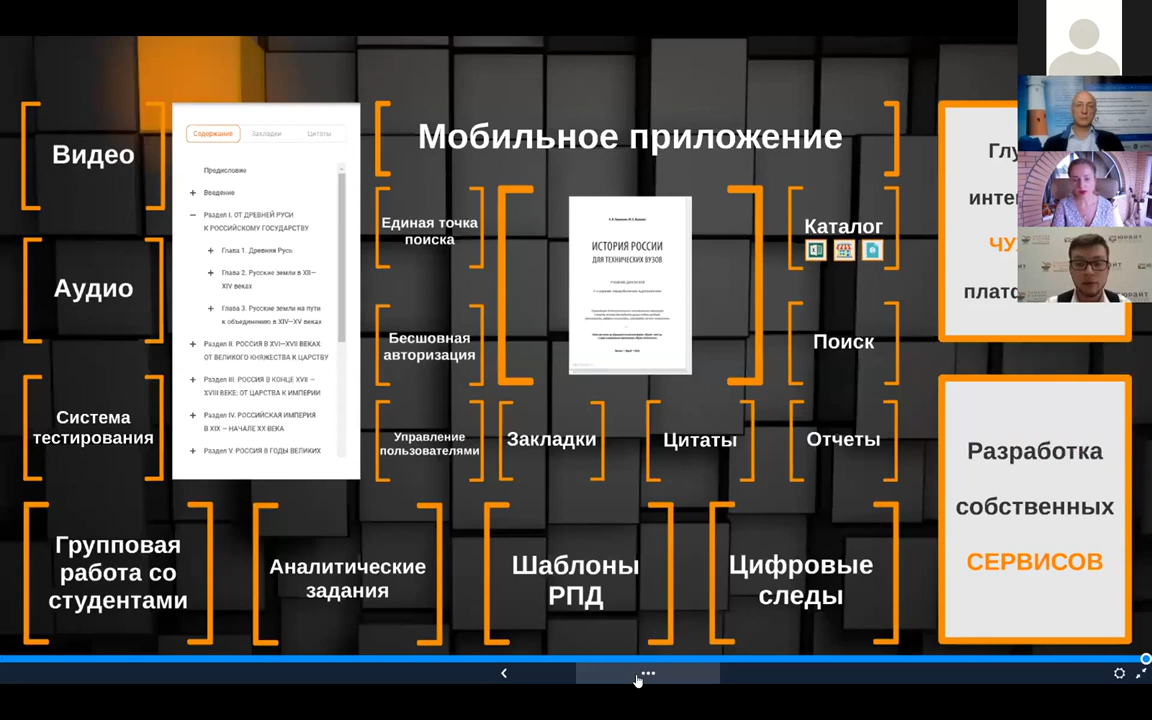 Видео
Аудио
Система
тестирования
Содержание
Закладки
Цитаты
Предисловие
Введение
Раздел I. ОТ ДРЕВНЕЙ РУСИ
К РОССИЙСКОМУ ГОСУДАРСТВУ
Глава 1. Древняя Русь
Глава 2. Русские земли в XII—
XIV веках
Глава 3. Русские земли на пути
к объединению в XIV—XV веках
Раздел II. РОССИЯ В XVI—XVII ВЕКАХ:
ОТ ВЕЛИКОГО КНЯЖЕСТВА К ЦАРСТВУ
Раздел III. РОССИЯ В КОНЦЕ XVII —
XVIII ВЕКЕ: ОТ ЦАРСТВА К ИМПЕРИИ
Раздел IV. РОССИЙСКАЯ ИМПЕРИЯ
В XIX — НАЧАЛЕ XX ВЕКА
Раздел V. РОССИЯ В ГОДЫ ВЕЛИКИХ
Мобильное приложение
Единая точка
поиска
Бесшовная
авторизация
Управление
пользователями
ИСТОРИЯ РОССИИ
ДЛЯ ТЕХНИЧЕСКИХ ВУЗОВ
Каталог
Поиск
Закладки
Цитаты
Отчеты
Групповая
работа со
студентами
Аналитические
задания
Шаблоны
РПД
Цифровые
следы
Глу
инте
ЧУ
платф
Разработка
собственных
СЕРВИСОВ
ЮРАЙТ